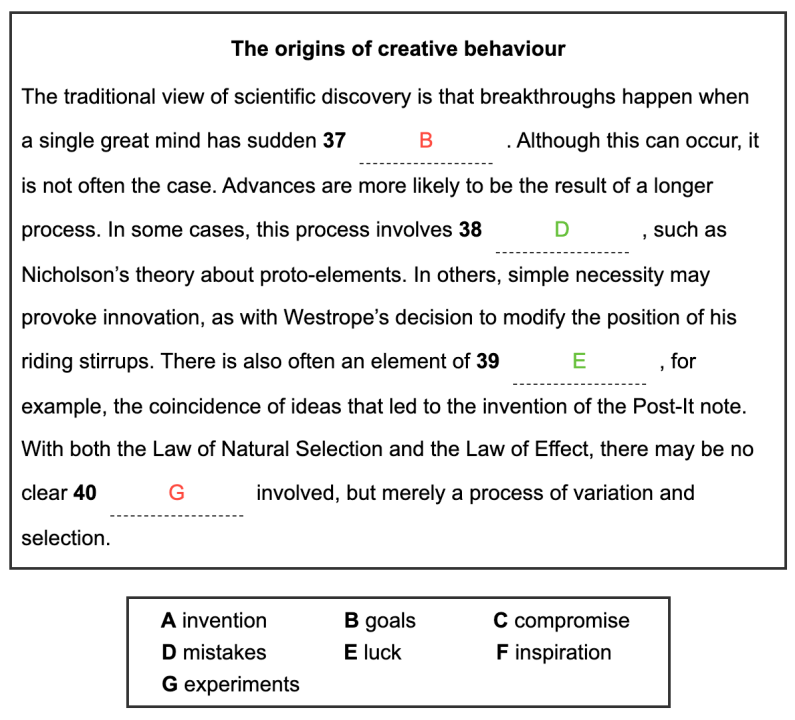 The origins of creative behaviour
The traditional view of scientific discovery is that breakthroughs happen when
a single great mind has sudden 37 B . Although this can occur, it
is not often the case. Advances are more likely to be the result of a longer
process. In some cases, this process involves 38 D , such as
Nicholson’s theory about proto-elements. In others, simple necessity may
provoke innovation, as with Westrope’s decision to modify the position of his
riding stirrups. There is also often an element of 39 E , for
example, the coincidence of ideas that led to the invention of the Post-It note.
With both the Law of Natural Selection and the Law of Effect, there may be no
clear 40 G involved, but merely a process of variation and
selection.
A invention B goals C compromise
D mistakes E luck F inspiration
G experiments